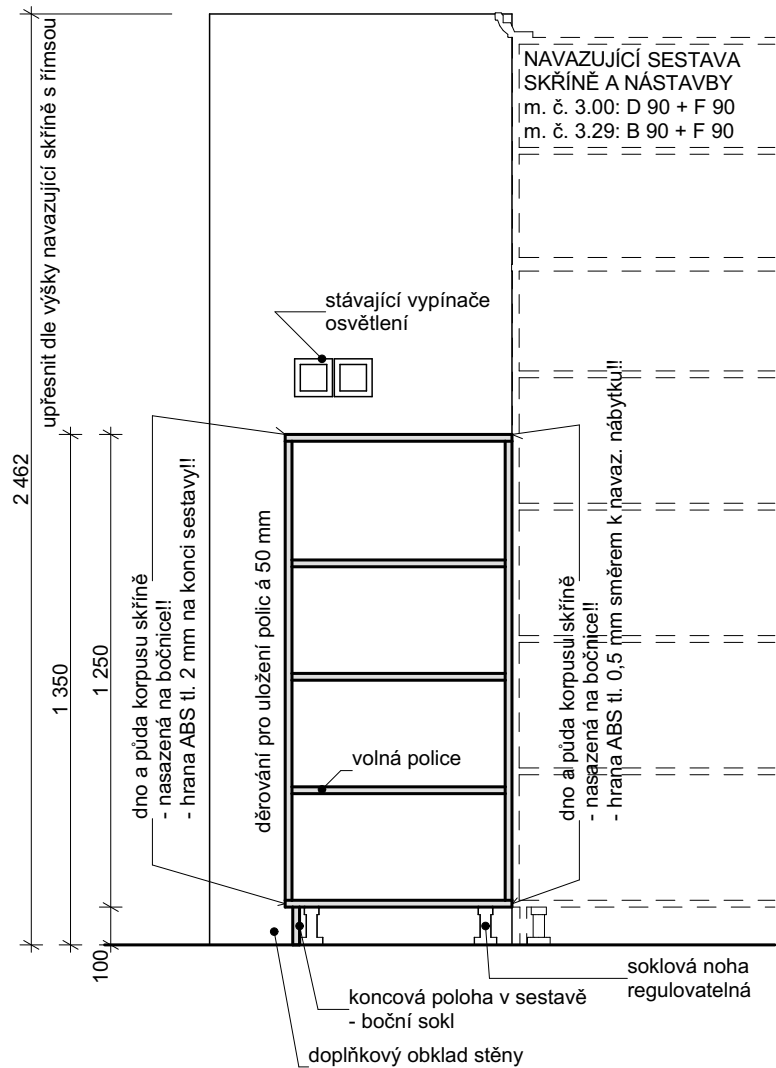 NAVAZUJÍCÍ SESTAVA
SKŘÍNĚ A NÁSTAVBY
m. č. 3.00: D 90 + F 90
m. č. 3.29: B 90 + F 90
upřesnit dle výšky navazující skříně s římsou
stávající vypínače
osvětlení
2 462
1 350
1 250
100
dno a půda korpusu skříně
- nasazená na bočnice!!
- hrana ABS tl. 2 mm na konci sestavy!!
děrování pro uložení polic á 50 mm
volná police
dno a půda korpusu skříně
- nasazená na bočnice!!
- hrana ABS tl. 0,5 mm směrem k navaz. nábytku!!
soklová noha
regulovatelná
koncová poloha v sestavě
- boční sokl
doplňkový obklad stěny